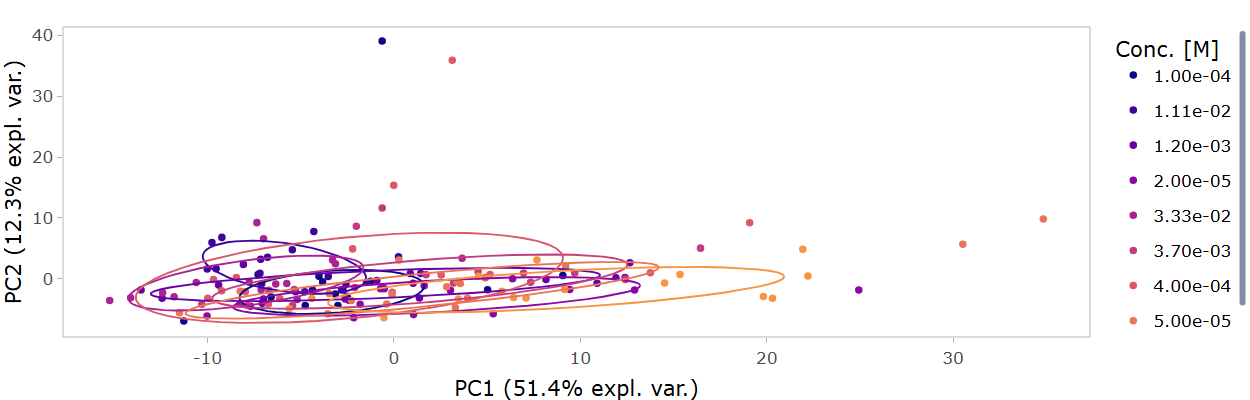 40
30
20
10
0
-10
0
10
20
30
PC2 (12.3% expl. var.)
PC1 (51.4% expl. var.)
Conc. [M]
1.00e-04
1.11e-02
1.20e-03
2.00e-05
3.33e-02
3.70e-03
4.00e-04
5.00e-05